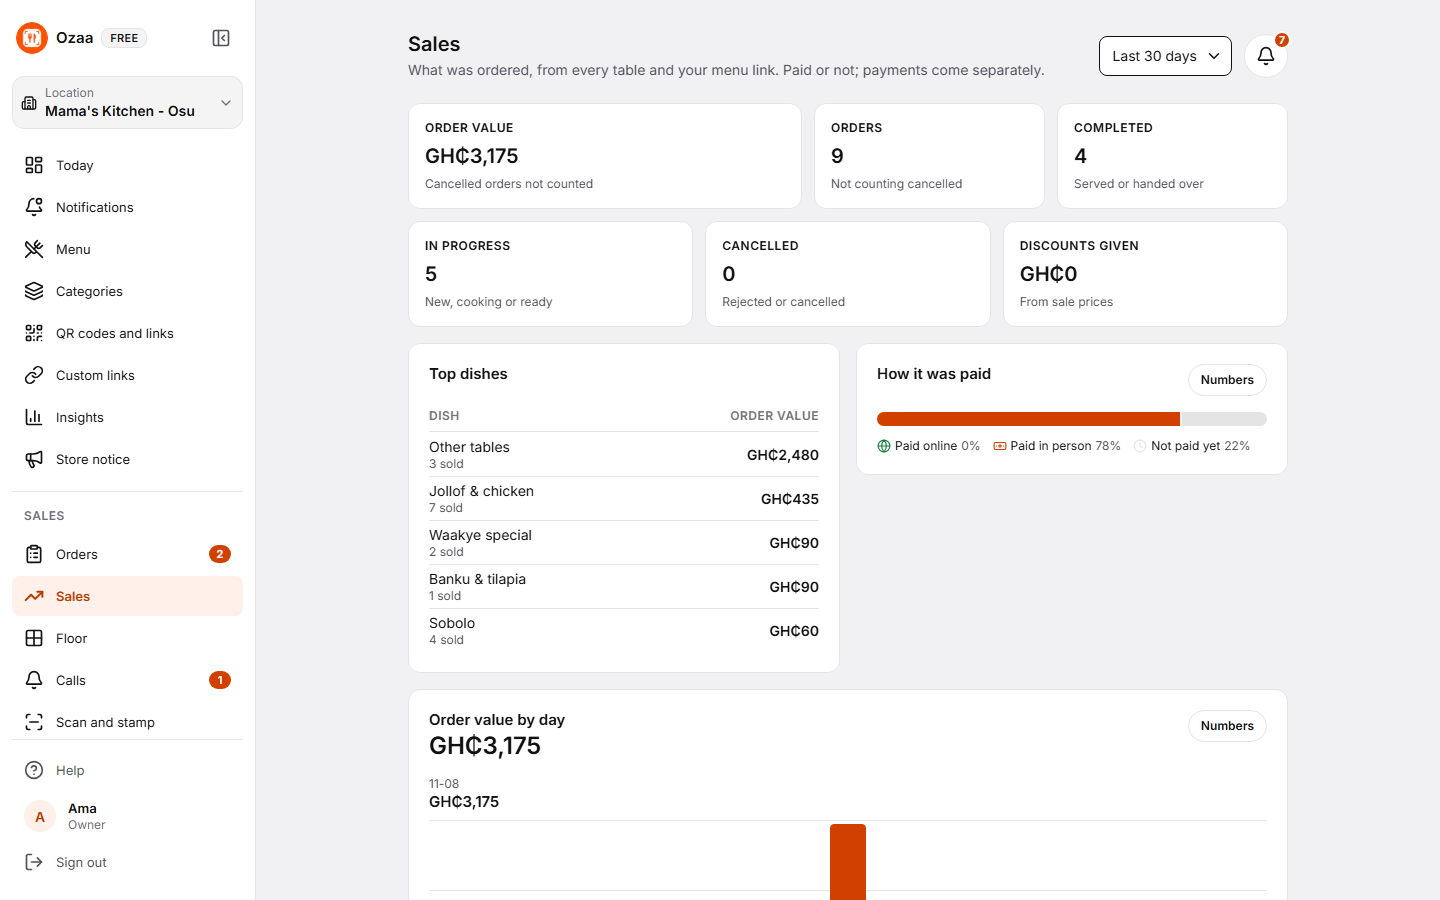 Ozaa FREE
Location
Mama's Kitchen - Osu
Today
Notifications
Menu
Categories
QR codes and links
Custom links
Insights
Store notice
SALES
Orders 2
Sales
Floor
Calls 1
Scan and stamp
Help
A
Ama
Owner
Sign out
Sales
What was ordered, from every table and your menu link. Paid or not; payments come separately.
Last 30 days
7
ORDER VALUE
GH₵3,175
Cancelled orders not counted
ORDERS
9
Not counting cancelled
COMPLETED
4
Served or handed over
IN PROGRESS
5
New, cooking or ready
CANCELLED
0
Rejected or cancelled
DISCOUNTS GIVEN
GH₵0
From sale prices
Top dishes
DISH ORDER VALUE
Other tables
3 sold
GH₵2,480
Jollof & chicken
7 sold
GH₵435
Waakye special
2 sold
GH₵90
Banku & tilapia
1 sold
GH₵90
Sobolo
4 sold
GH₵60
How it was paid
Numbers
Paid online 0% Paid in person 78% Not paid yet 22%
Order value by day
GH₵3,175
Numbers
11-08
GH₵3,175